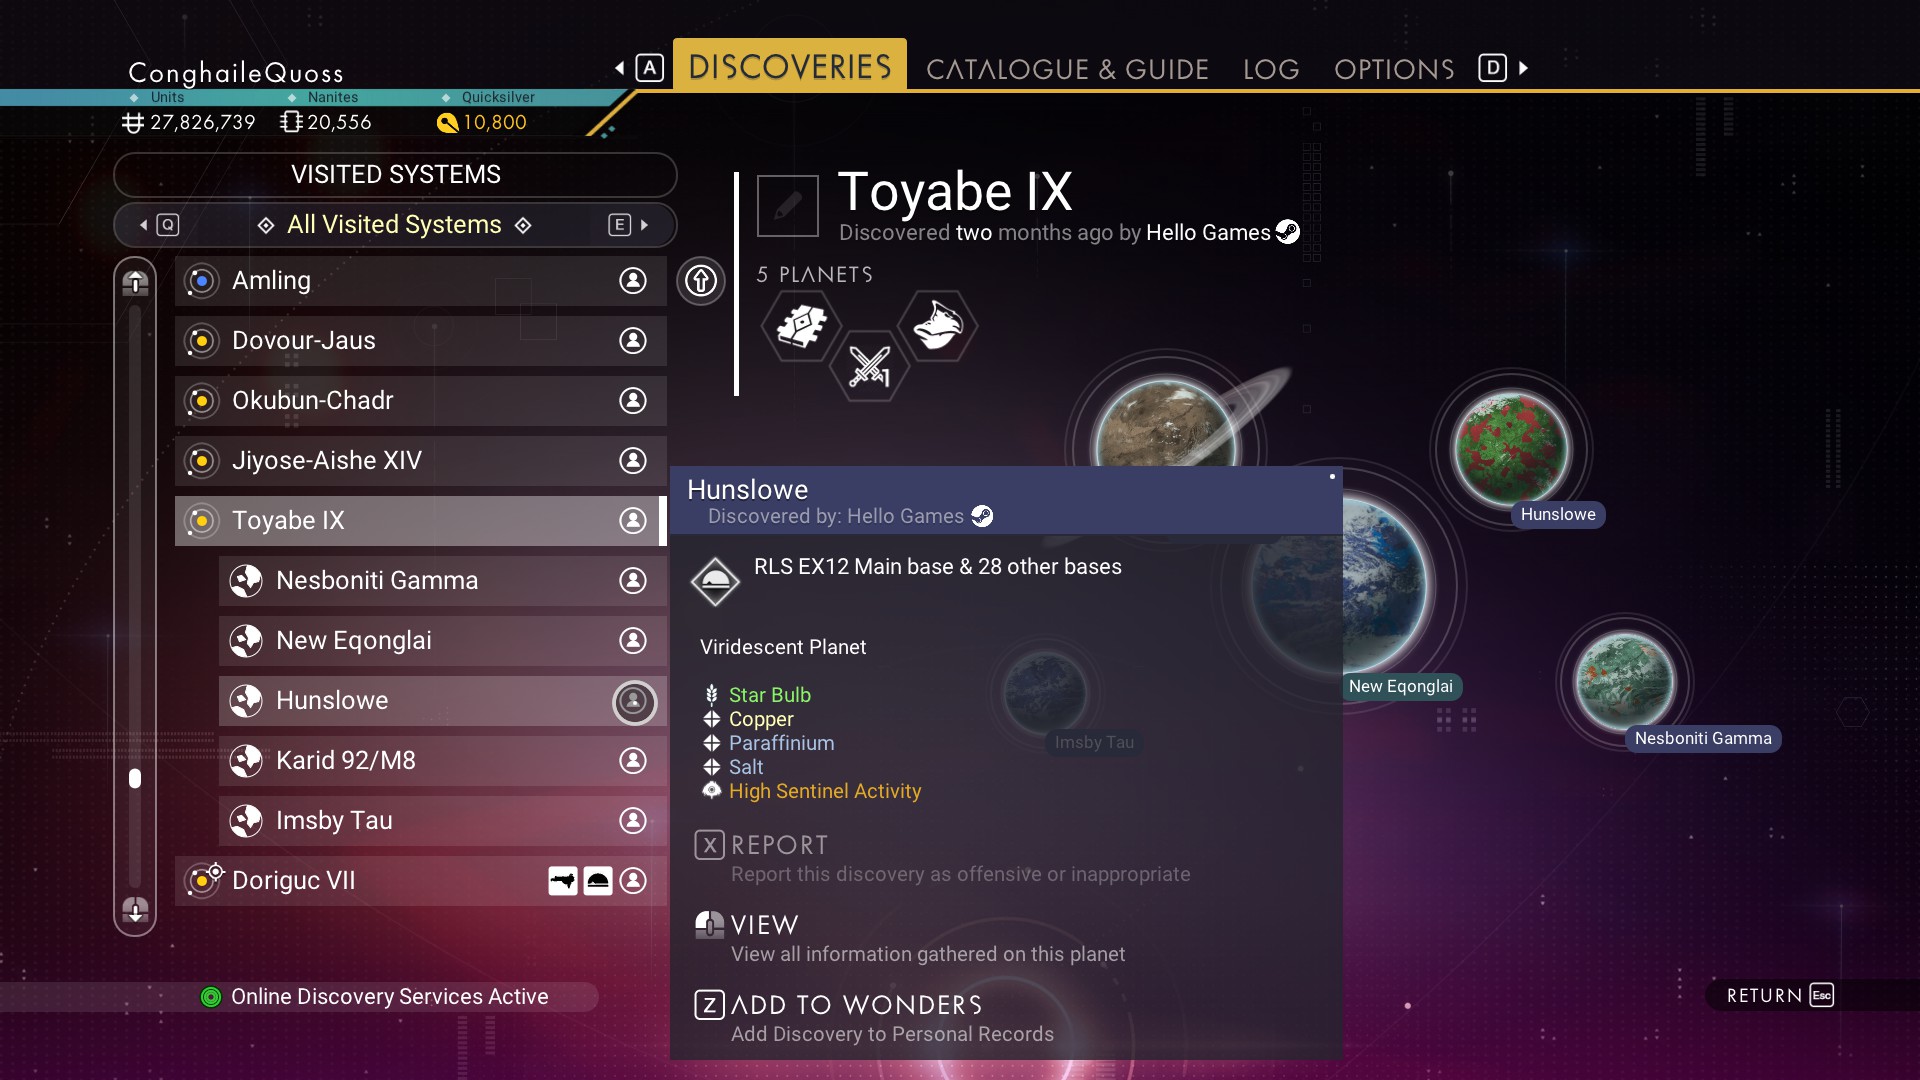 ConghaileQuoss
Units
Nanites
Quicksilver
27,826,739
20,556
10,800
A
DISCOVERIES
CATALOGUE & GUIDE
LOG
OPTIONS
D
VISITED SYSTEMS
Q
All Visited Systems
E
Amling
Dovour-Jaus
Okubun-Chadr
Jiyose-Aishe XIV
Toyabe IX
Nesboniti Gamma
New Eqonglai
Hunslowe
Karid 92/M8
Imsby Tau
Doriguc VII
Online Discovery Services Active
Toyabe IX
Discovered two months ago by Hello Games
5 PLANETS
1
Hunslowe
Discovered by: Hello Games
RLS EX12 Main base & 28 other bases
Viridescent Planet
Star Bulb
Copper
Paraffinium
Salt
High Sentinel Activity
X REPORT
Report this discovery as offensive or inappropriate
VIEW
View all information gathered on this planet
Z ADD TO WONDERS
Add Discovery to Personal Records
Hunslowe
New Eqonglai
Nesboniti Gamma
Imsby Tau
RETURN Esc